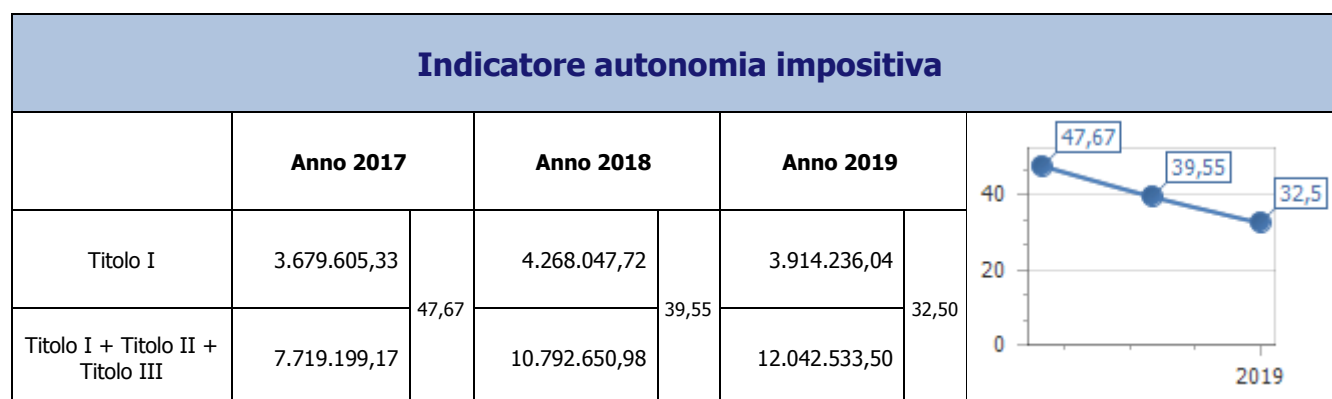 Indicatore autonomia impositiva
Anno 2017
Anno 2018
Anno 2019
Titolo I
3.679.605,33
47,67
4.268.047,72
39,55
3.914.236,04
32,50
Titolo I + Titolo II +
Titolo III
7.719.199,17
10.792.650,98
12.042.533,50
47,67
39,55
32,5
40
20
0
2019